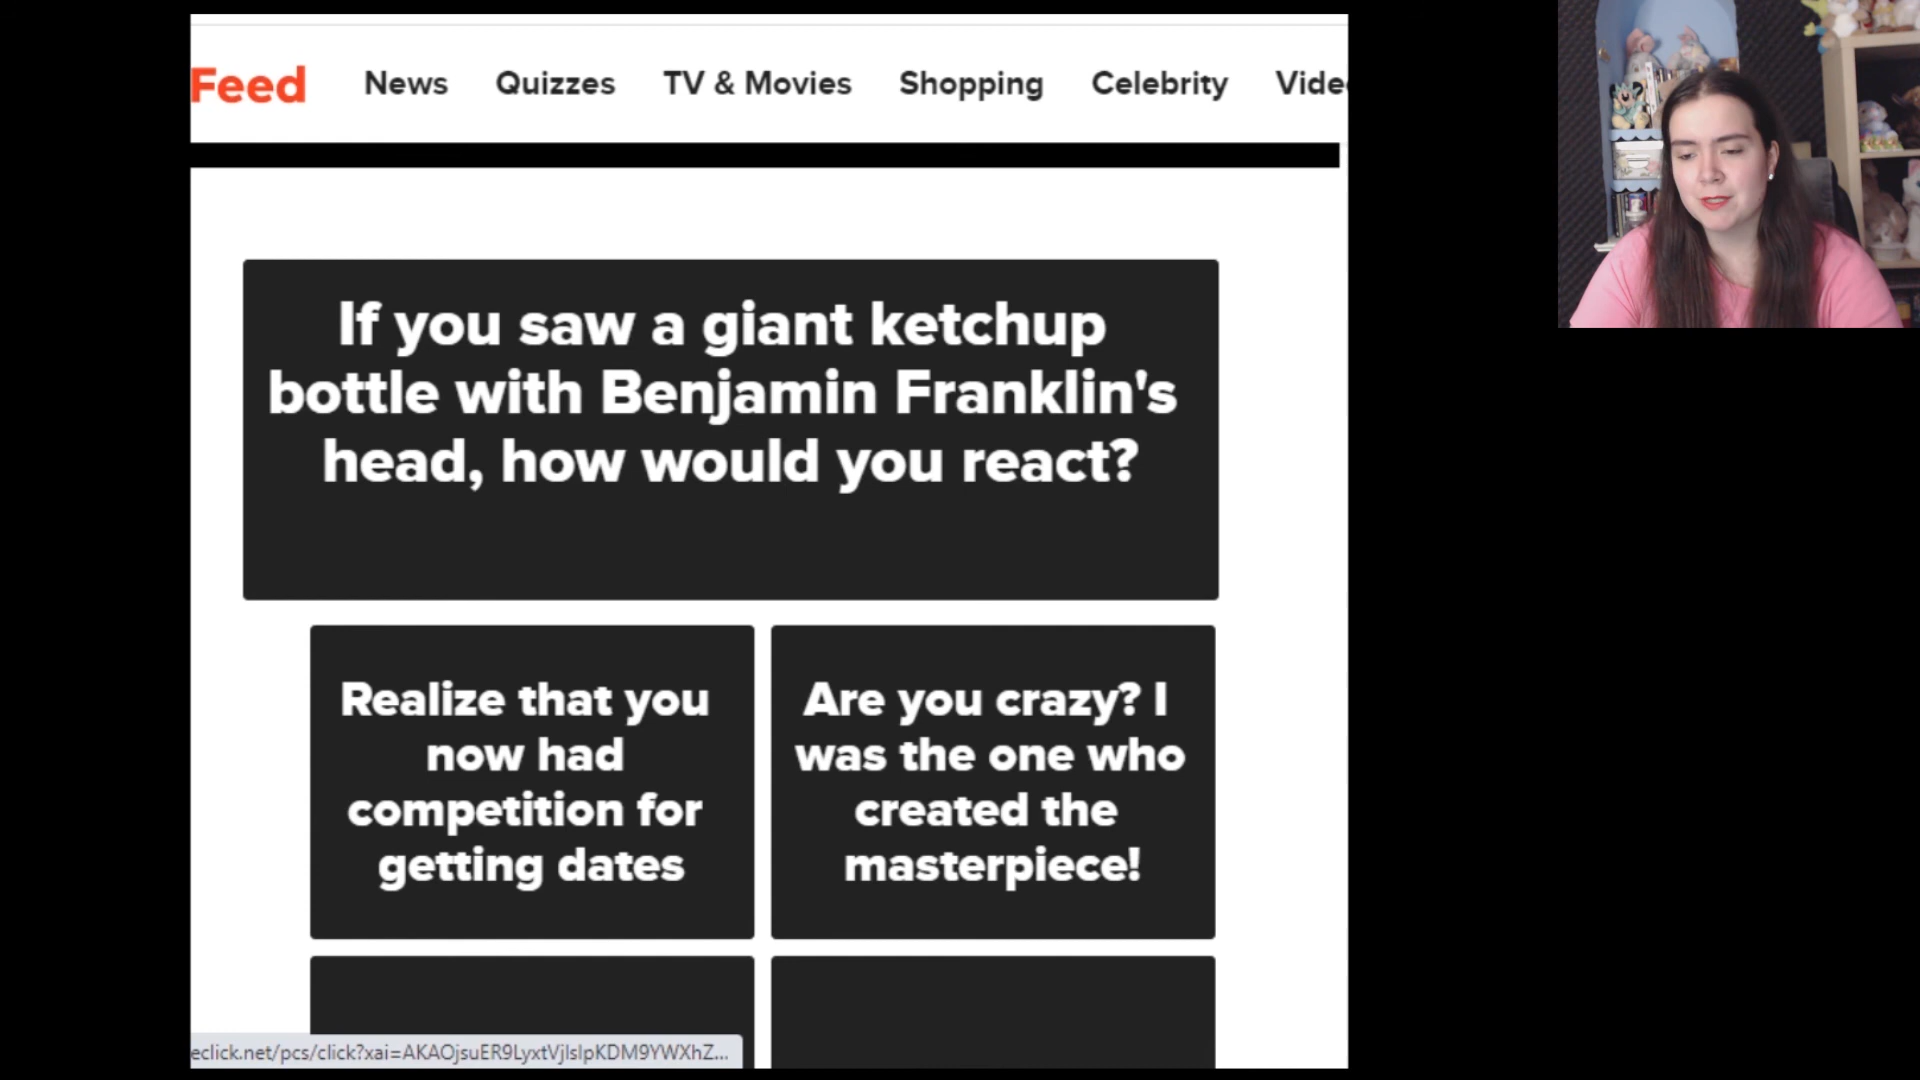 Feed News Quizzes TV & Movies Shopping Celebrity
If you saw a giant ketchup
bottle with Benjamin Franklin's
head, how would you react?
Realize that you
now had
competition for
getting dates
Are you crazy? I
was the one who
created the
masterpiece!